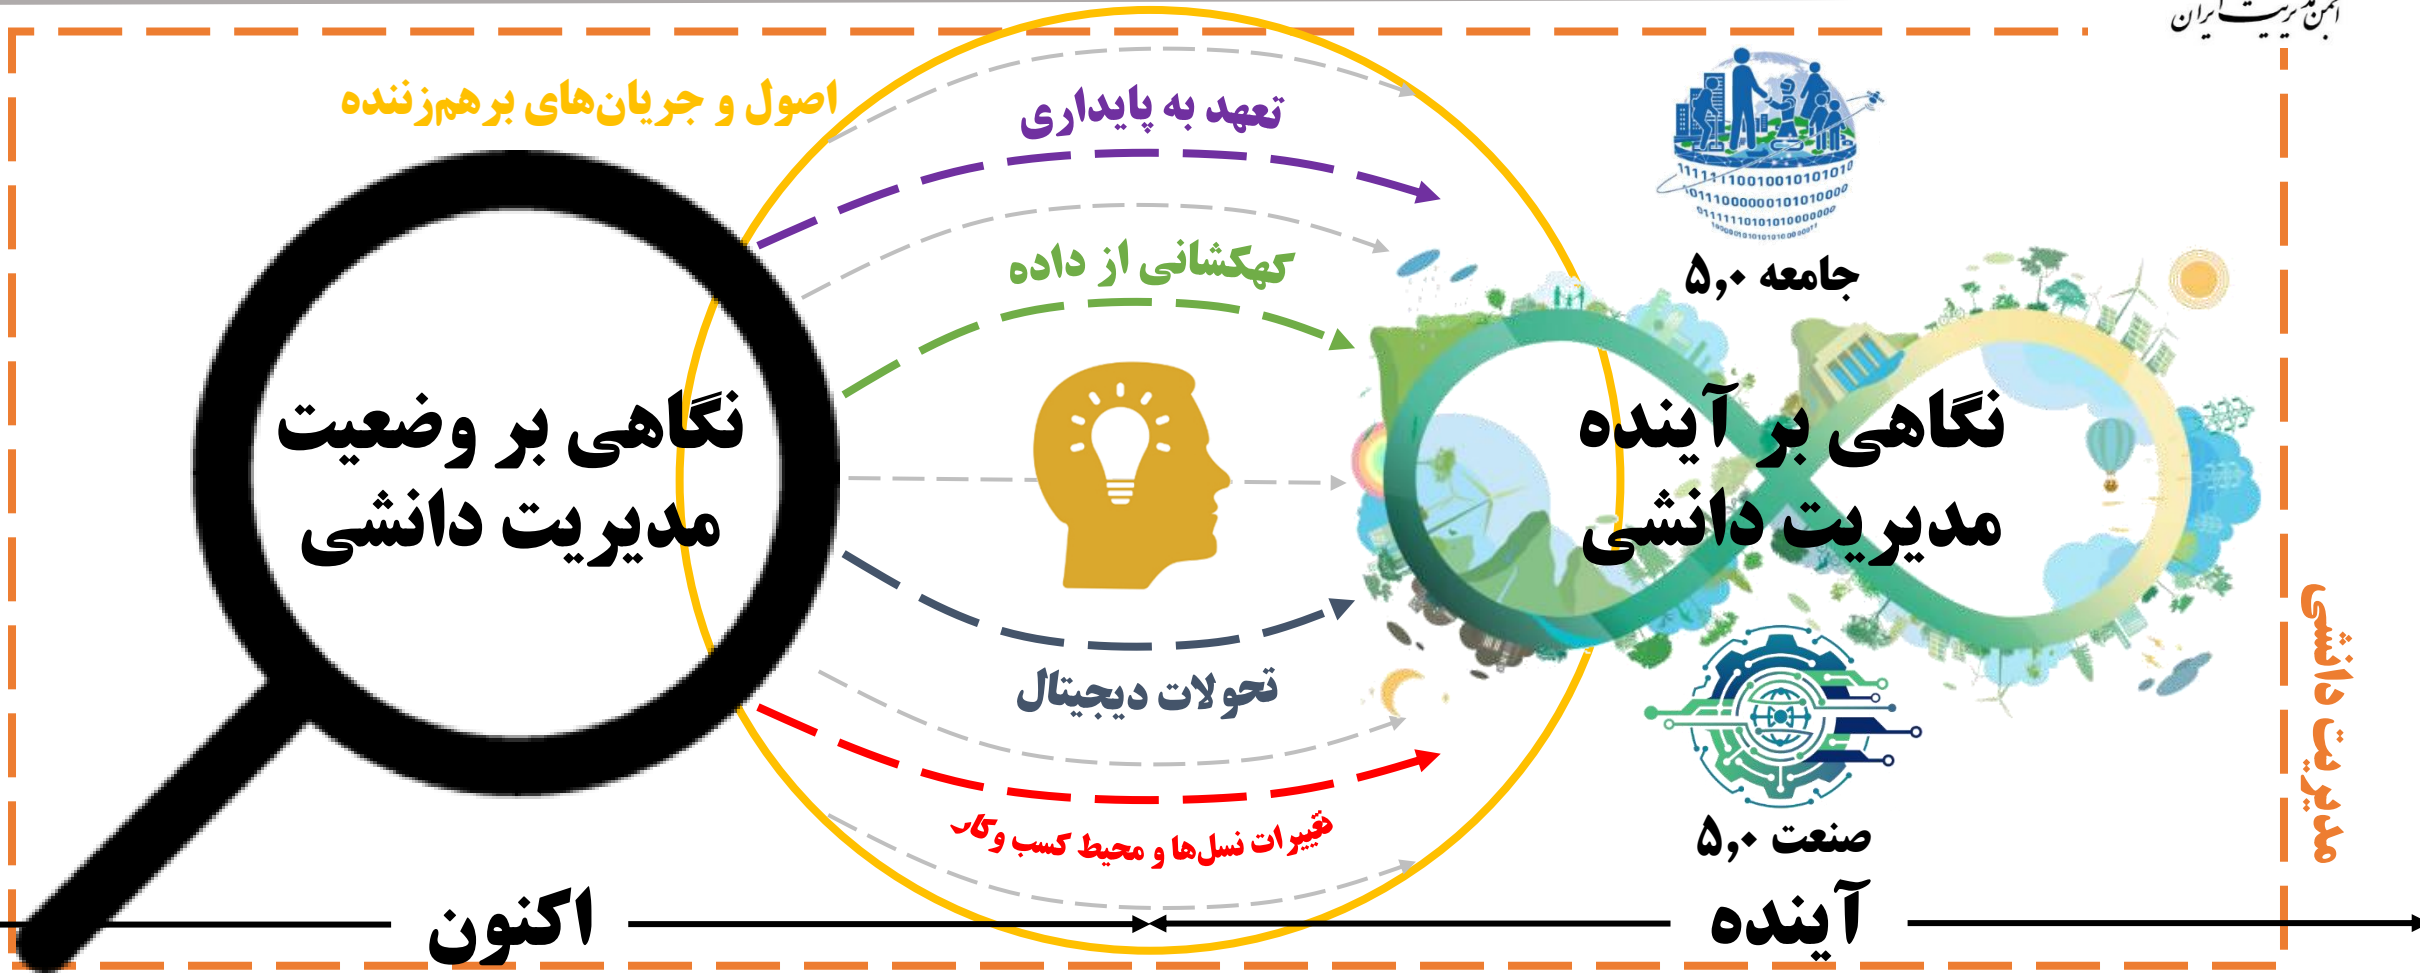 انجمن مدیریت ایران
اصول و جریان‌های برهم‌زننده
تعهد به پایداری
کهکشانی از داده
تحولات دیجیتال
تغییرات نسل‌ها و محیط کسب وکار
نگاهی بر وضعیت
مدیریت دانشی
جامعه ۵,۰
نگاهی بر آینده
مدیریت دانشی
صنعت ۵,۰
مدیریت دانشی
اکنون
آینده